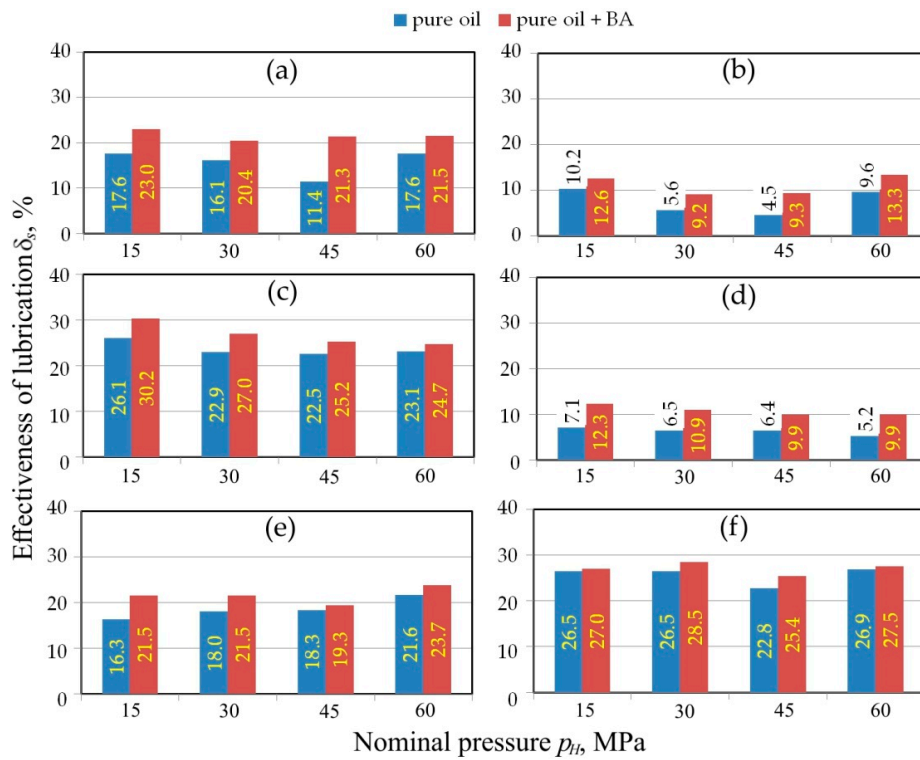 pure oil pure oil + BA
Effectiveness of lubrication δₛ, %
(a)
40
30
20
10
0
17.6 23.0 16.1 20.4 11.4 21.3 17.6 21.5
15 30 45 60
(b)
40
30
20
10
0
10.2 12.6 5.6 9.2 4.5 9.3 9.6 13.3
15 30 45 60
(c)
40
30
20
10
0
26.1 30.2 22.9 27.0 22.5 25.2 23.1 24.7
15 30 45 60
(d)
40
30
20
10
0
7.1 12.3 6.5 10.9 6.4 9.9 5.2 9.9
15 30 45 60
(e)
40
30
20
10
0
16.3 21.5 18.0 21.5 18.3 19.3 21.6 23.7
15 30 45 60
(f)
40
30
20
10
0
26.5 27.0 26.5 28.5 22.8 25.4 26.9 27.5
15 30 45 60
Nominal pressure pH, MPa